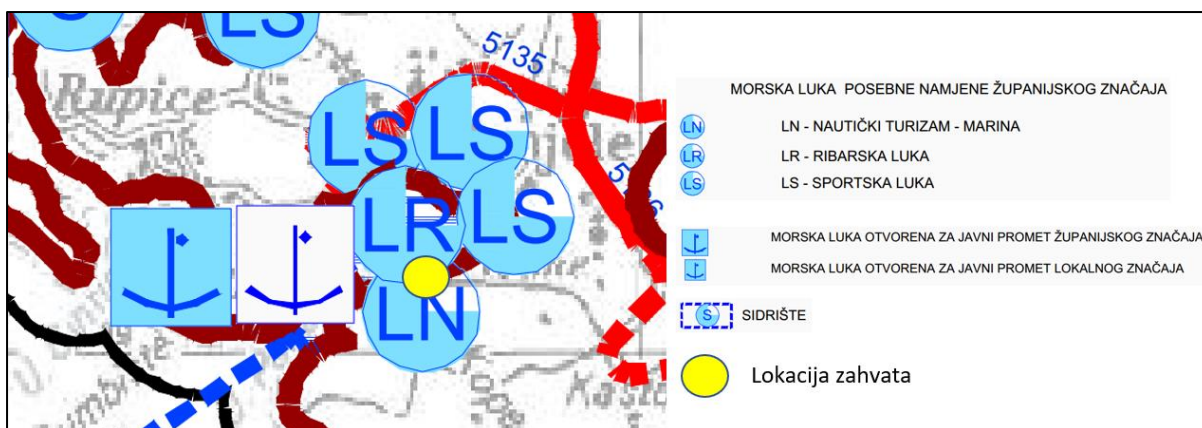 LS
5135
Rupice
LS
LS
LR
LS
LN
MORSKA LUKA POSEBNE NAMJENE ŽUPANIJSKOG ZNAČAJA
LN LN - NAUTIČKI TURIZAM - MARINA
LR LR - RIBARSKA LUKA
LS LS - SPORTSKA LUKA
MORSKA LUKA OTVORENA ZA JAVNI PROMET ŽUPANIJSKOG ZNAČAJA
MORSKA LUKA OTVORENA ZA JAVNI PROMET LOKALNOG ZNAČAJA
S SIDRIŠTE
Lokacija zahvata